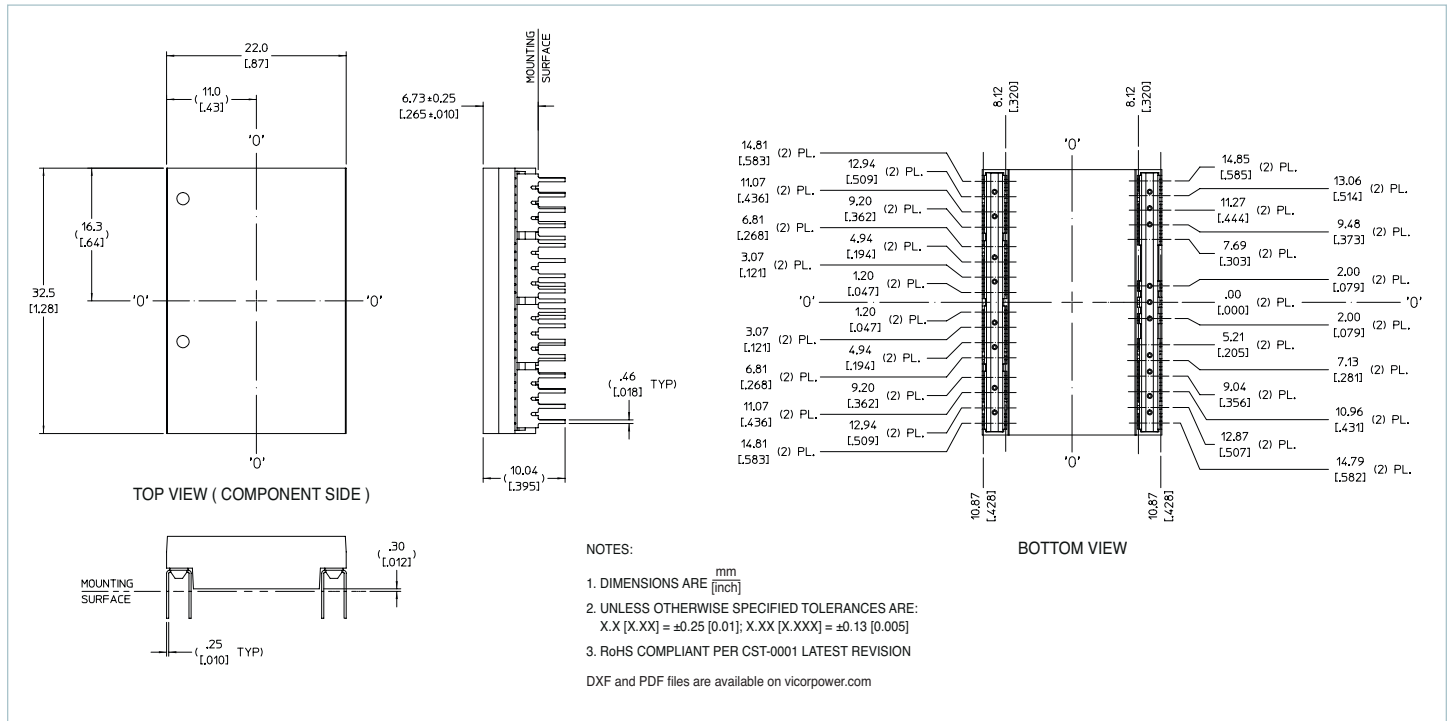 22.0
[.87]
( 11.0 )
[.43]
'0'
16.3
( [.64] )
32.5
[1.28]
'0'
'0'
'0'
TOP VIEW ( COMPONENT SIDE )
MOUNTING
SURFACE
6.73 ±0.25
[.265 ±.010]
( .46 TYP)
[.018]
( 10.04 )
[.395]
MOUNTING
SURFACE
( .30 )
[.012]
( .25 TYP)
[.010]
8.12
[.320]
8.12
[.320]
'0'
14.81
[.583] (2) PL.
12.94
[.509] (2) PL.
11.07
[.436] (2) PL.
9.20
[.362] (2) PL.
6.81
[.268] (2) PL.
4.94
[.194] (2) PL.
3.07
[.121] (2) PL.
1.20
[.047] (2) PL.
'0'
1.20
[.047] (2) PL.
3.07
[.121] (2) PL.
4.94
[.194] (2) PL.
6.81
[.268] (2) PL.
9.20
[.362] (2) PL.
11.07
[.436] (2) PL.
12.94
[.509] (2) PL.
14.81
[.583] (2) PL.
14.85
[.585] (2) PL.
13.06
[.514] (2) PL.
11.27
[.444] (2) PL.
9.48
[.373] (2) PL.
7.69
[.303] (2) PL.
2.00
[.079] (2) PL.
.00
[.000] (2) PL.
'0'
2.00
[.079] (2) PL.
5.21
[.205] (2) PL.
7.13
[.281] (2) PL.
9.04
[.356] (2) PL.
10.96
[.431] (2) PL.
12.87
[.507] (2) PL.
14.79
[.582] (2) PL.
'0'
10.87
[.428]
10.87
[.428]
BOTTOM VIEW
NOTES:
1. DIMENSIONS ARE mm
[inch]
2. UNLESS OTHERWISE SPECIFIED TOLERANCES ARE:
X.X [X.XX] = ±0.25 [0.01]; X.XX [X.XXX] = ±0.13 [0.005]
3. RoHS COMPLIANT PER CST-0001 LATEST REVISION
DXF and PDF files are available on vicorpower.com